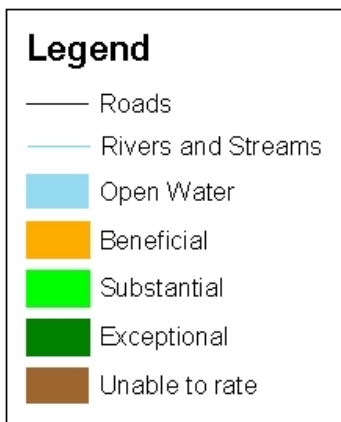 Legend
Roads
Rivers and Streams
Open Water
Beneficial
Substantial
Exceptional
Unable to rate